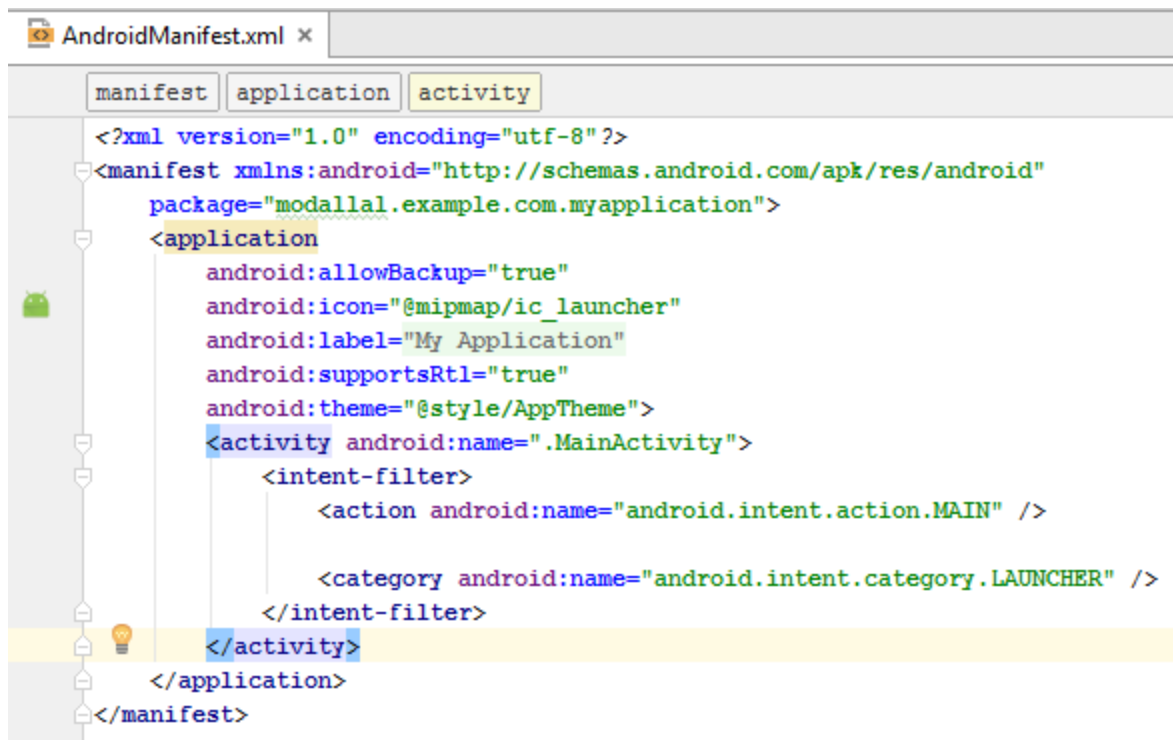 AndroidManifest.xml ×
manifest application activity
<?xml version="1.0" encoding="utf-8"?>
<manifest xmlns:android="http://schemas.android.com/apk/res/android"
    package="modallal.example.com.myapplication">
    <application
        android:allowBackup="true"
        android:icon="@mipmap/ic_launcher"
        android:label="My Application"
        android:supportsRtl="true"
        android:theme="@style/AppTheme">
        <activity android:name=".MainActivity">
            <intent-filter>
                <action android:name="android.intent.action.MAIN" />
                <category android:name="android.intent.category.LAUNCHER" />
            </intent-filter>
        </activity>
    </application>
</manifest>